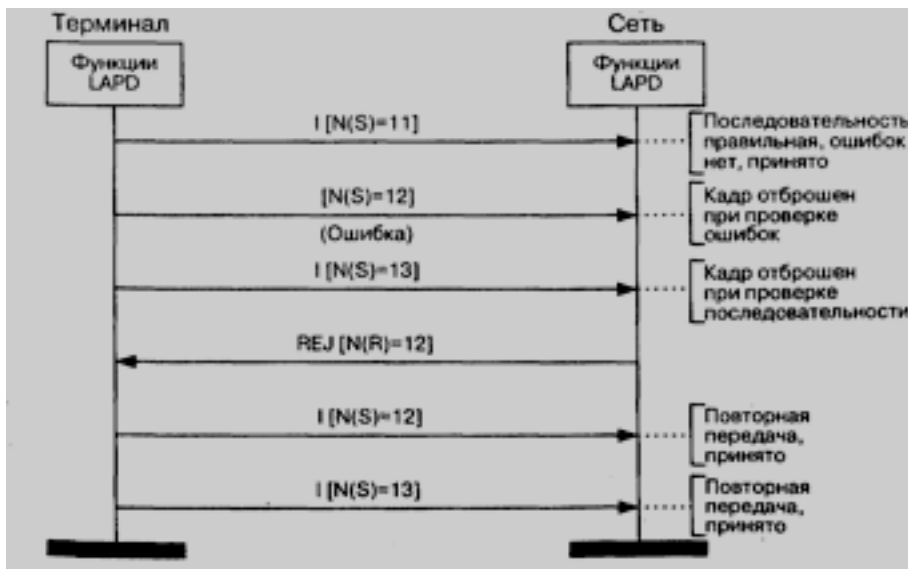 Терминал
Сеть
Функции
LAPD
Функции
LAPD
I [N(S)=11]
Последовательность
правильная, ошибок
нет, принято
[N(S)=12]
(Ошибка)
Кадр отброшен
при проверке
ошибок
I [N(S)=13]
Кадр отброшен
при проверке
последовательности
REJ [N(R)=12]
I [N(S)=12]
Повторная
передача,
принято
I [N(S)=13]
Повторная
передача,
принято